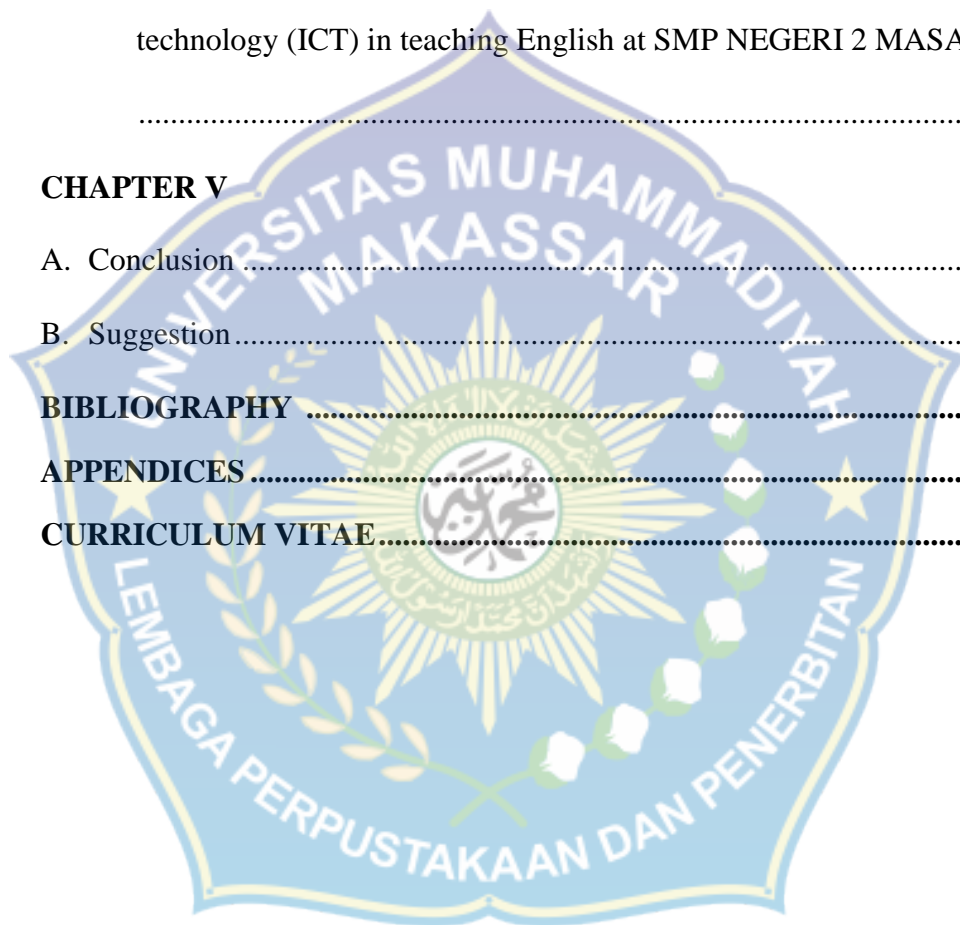 technology (ICT) in teaching English at SMP NEGERI 2 MASA
................................................................................................
CHAPTER V
A. Conclusion ................................................................................
B. Suggestion ................................................................................
BIBLIOGRAPHY ................................................................................
APPENDICES ................................................................................
CURRICULUM VITAE ................................................................................
UNIVERSITAS MUHAMMADIYAH
MAKASSAR
LEMBAGA PERPUSTAKAAN DAN PENERBITAN